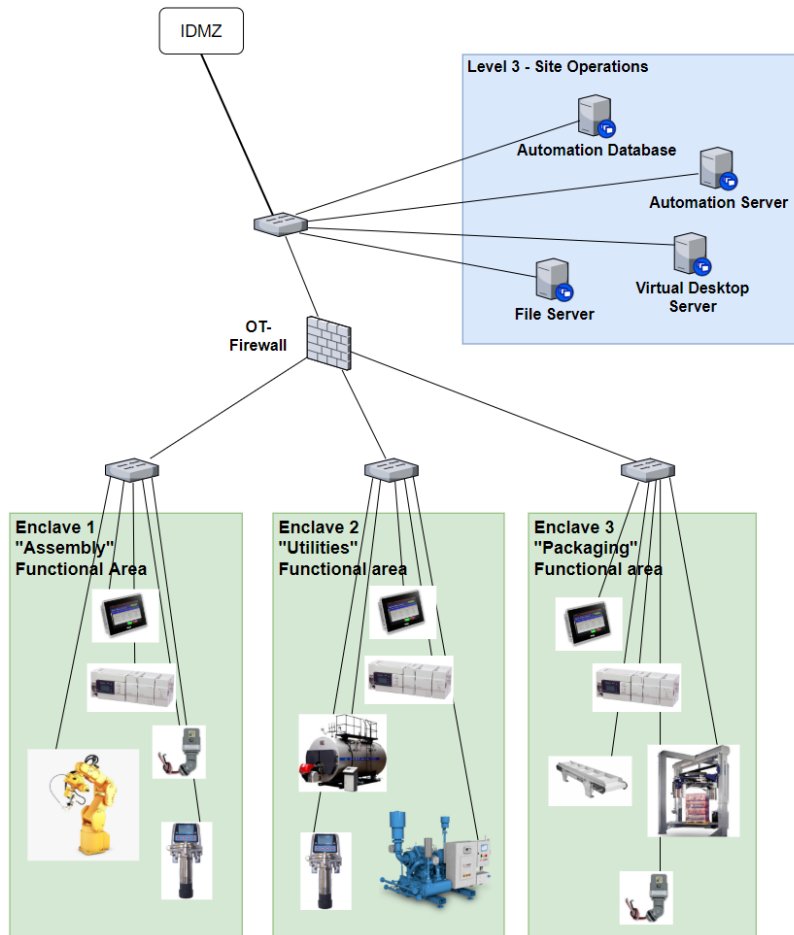 IDMZ
Level 3 - Site Operations
Automation Database
Automation Server
Virtual Desktop
Server
File Server
OT-
Firewall
Enclave 1
"Assembly"
Functional Area
Enclave 2
"Utilities"
Functional area
Enclave 3
"Packaging"
Functional area